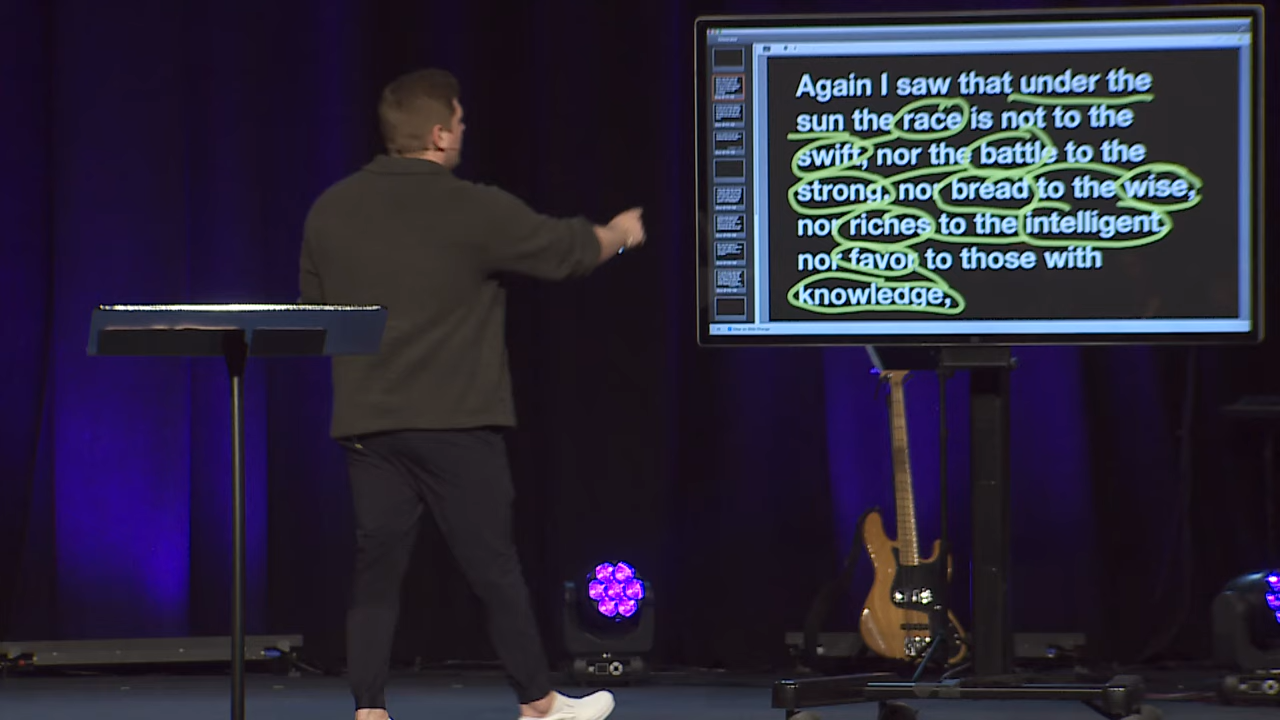 Again I saw that under the
sun the race is not to the
swift, nor the battle to the
strong, nor bread to the wise,
nor riches to the intelligent
nor favor to those with
knowledge,